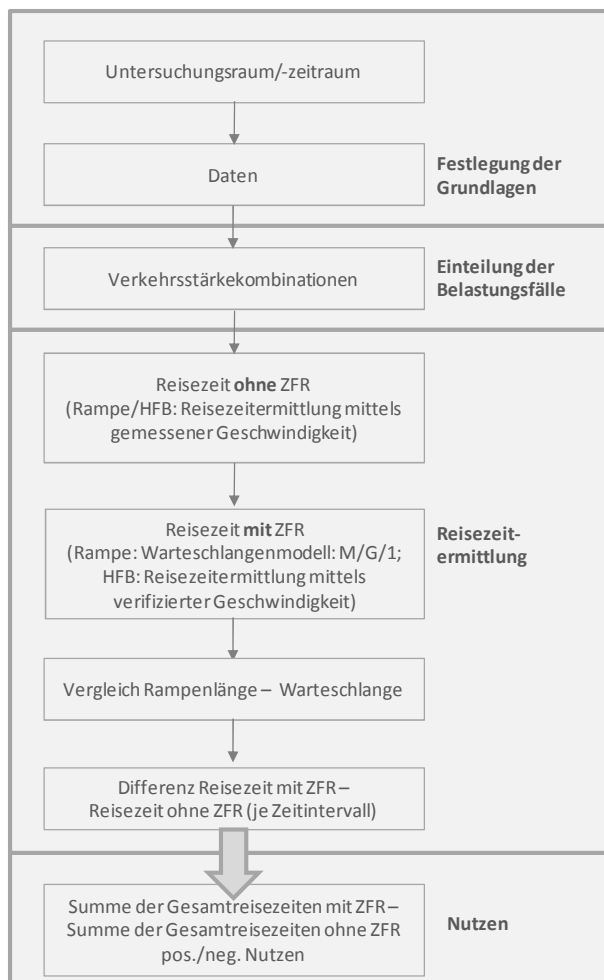 Untersuchungsraum/-zeitraum
Daten
Festlegung der
Grundlagen
Verkehrsstärkekombinationen
Einteilung der
Belastungsfälle
Reisezeit ohne ZFR
(Rampe/HFB: Reisezeitermittlung mittels
gemessener Geschwindigkeit)
Reisezeit mit ZFR
(Rampe: Warteschlangenmodell: M/G/1;
HFB: Reisezeitermittlung mittels
verifizierter Geschwindigkeit)
Reisezeit-
ermittlung
Vergleich Rampenlänge – Warteschlange
Differenz Reisezeit mit ZFR –
Reisezeit ohne ZFR (je Zeitintervall)
Summe der Gesamtreisezeiten mit ZFR –
Summe der Gesamtreisezeiten ohne ZFR
pos./neg. Nutzen
Nutzen